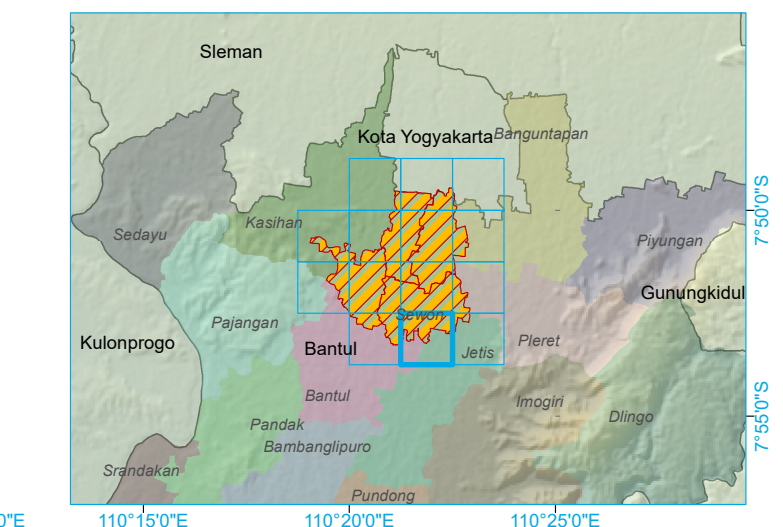 Sleman
Kota Yogyakarta
Banguntapan
Kasihan
Sedayu
Piyungan
7°50'0"S
Gunungkidul
Pajangan
Sewon
Kulonprogo
Bantul
Jetis
Pleret
Bantul
Imogiri
Pandak
Dlingo
7°55'0"S
Bambanglipuro
Srandakan
Pundong
0"E
110°15'0"E
110°20'0"E
110°25'0"E